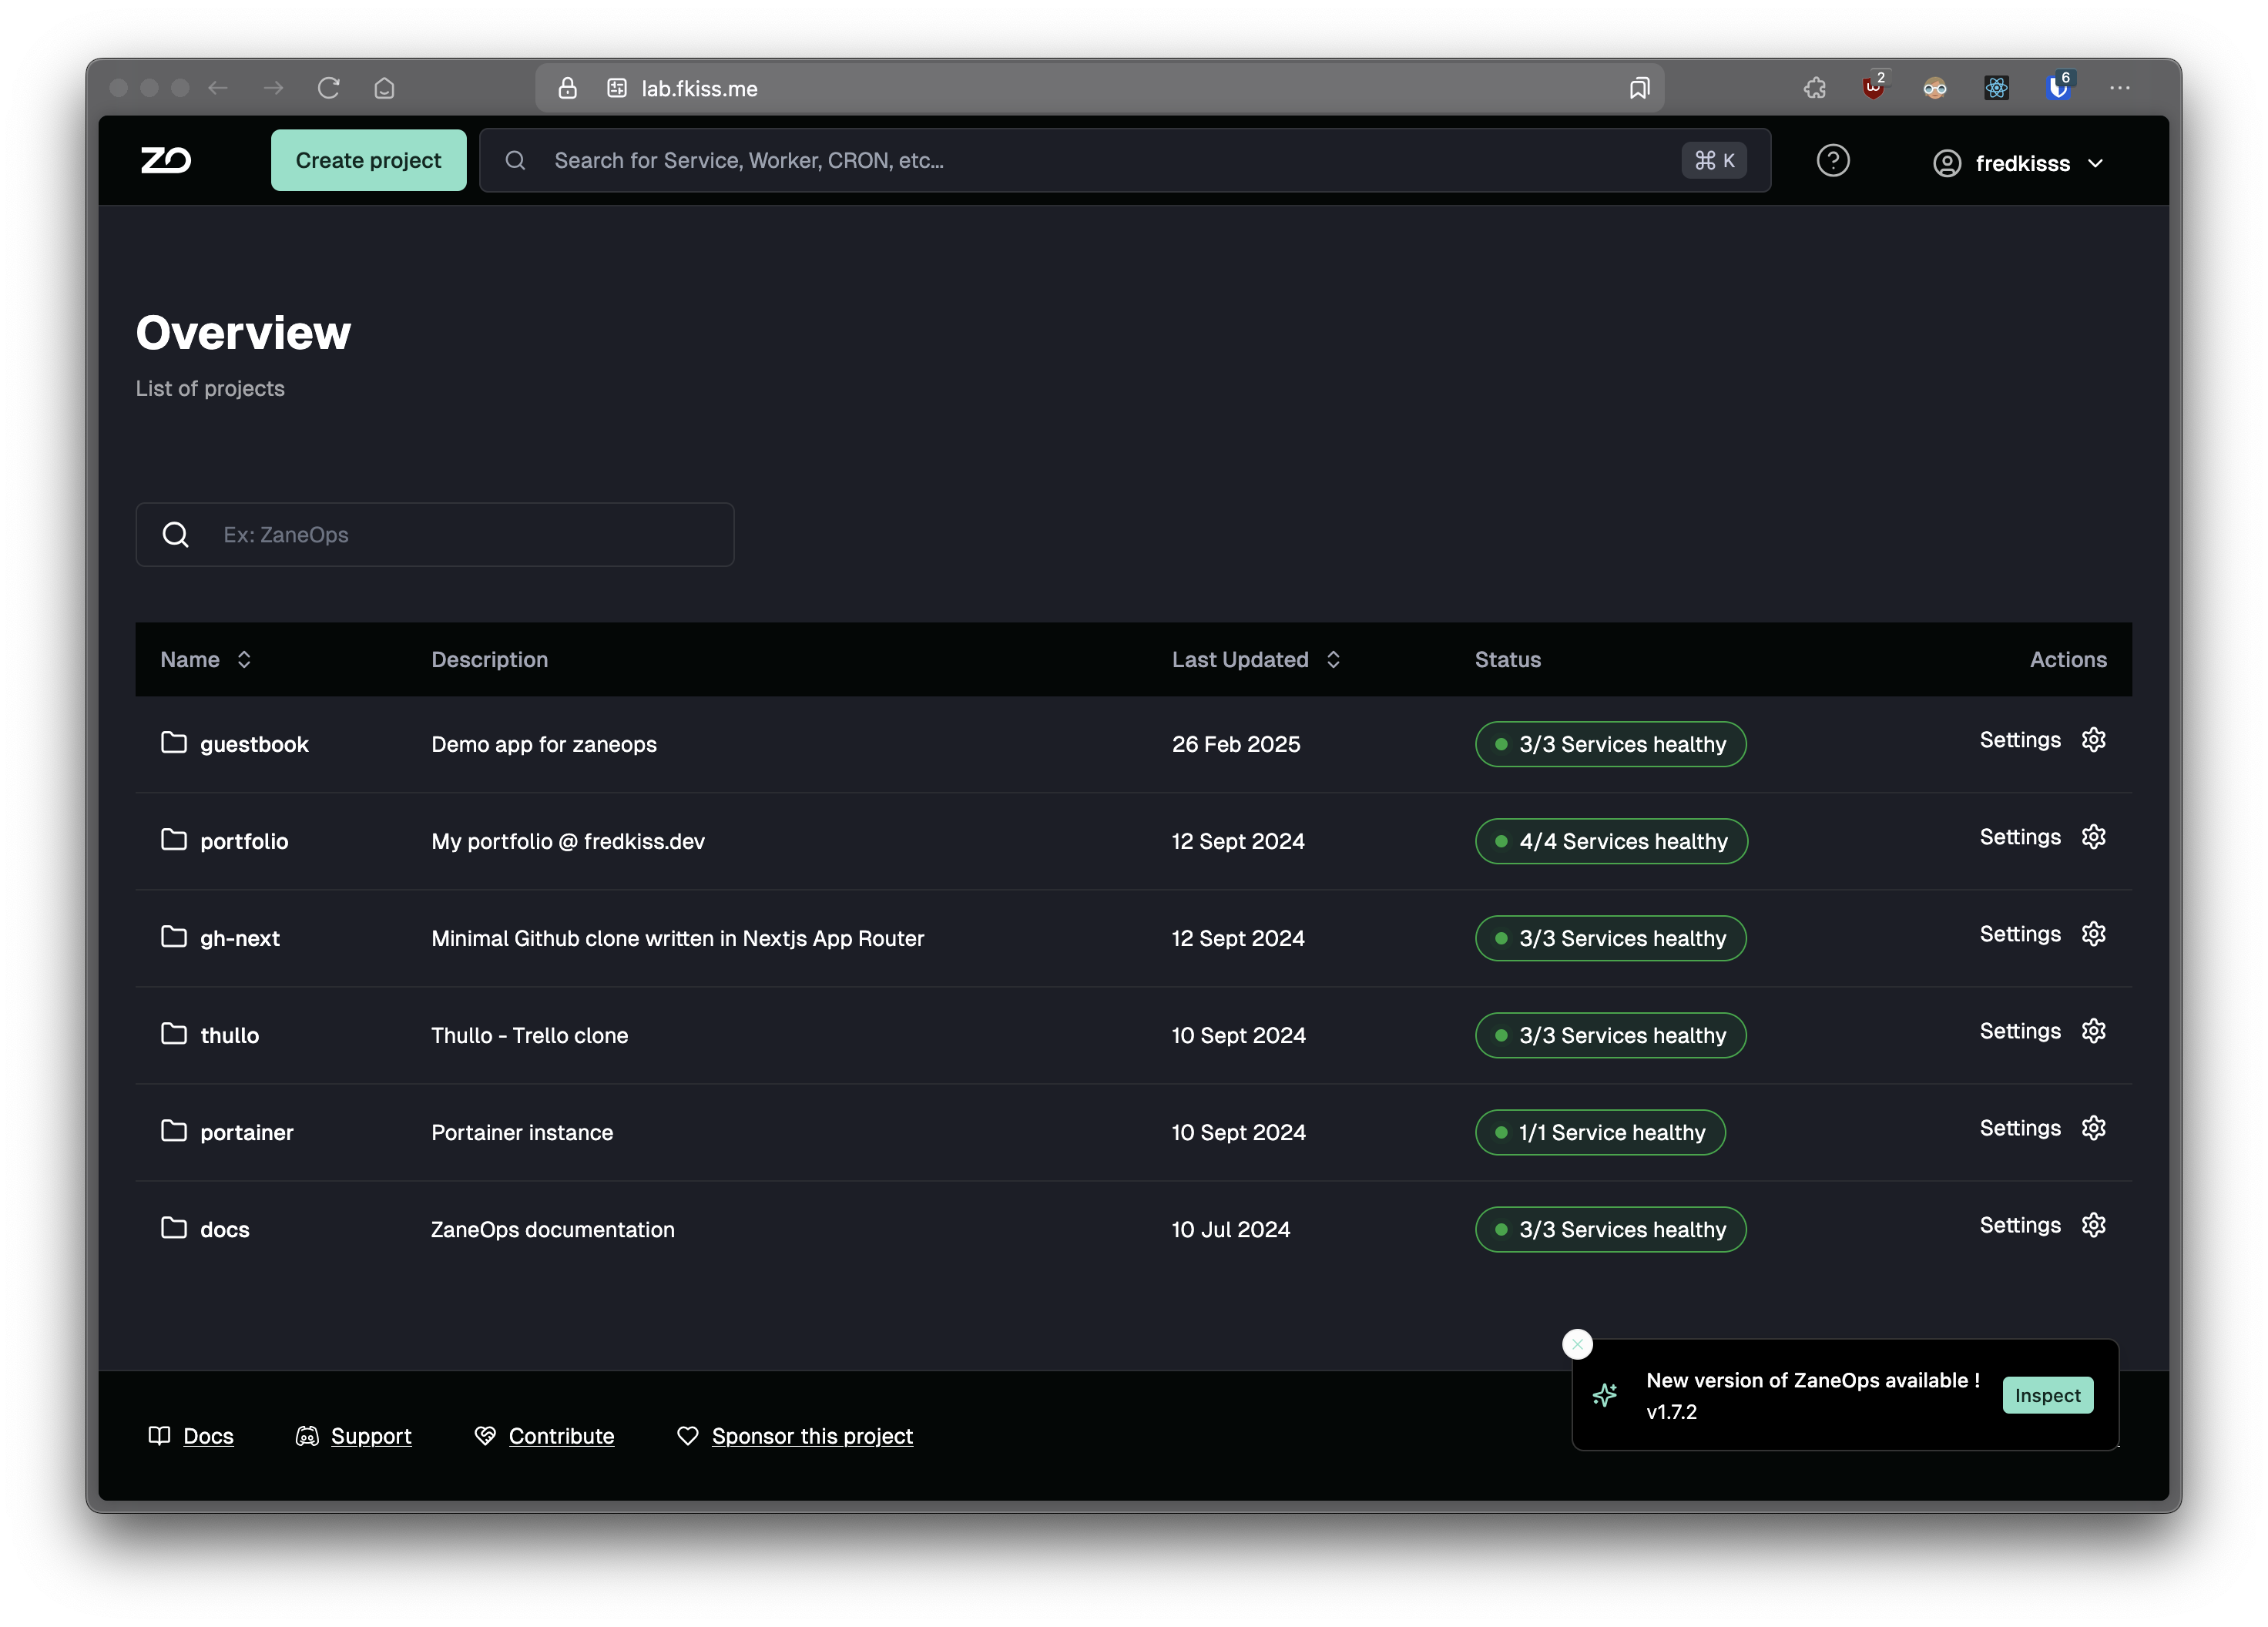 lab.fkiss.me
2
6
ZO
Create project
Search for Service, Worker, CRON, etc...
⌘ K
fredkisss
Overview
List of projects
Ex: ZaneOps
Name Description Last Updated Status Actions
guestbook Demo app for zaneops 26 Feb 2025 3/3 Services healthy Settings
portfolio My portfolio @ fredkiss.dev 12 Sept 2024 4/4 Services healthy Settings
gh-next Minimal Github clone written in Nextjs App Router 12 Sept 2024 3/3 Services healthy Settings
thullo Thullo - Trello clone 10 Sept 2024 3/3 Services healthy Settings
portainer Portainer instance 10 Sept 2024 1/1 Service healthy Settings
docs ZaneOps documentation 10 Jul 2024 3/3 Services healthy Settings
New version of ZaneOps available !
v1.7.2
Inspect
Docs Support Contribute Sponsor this project